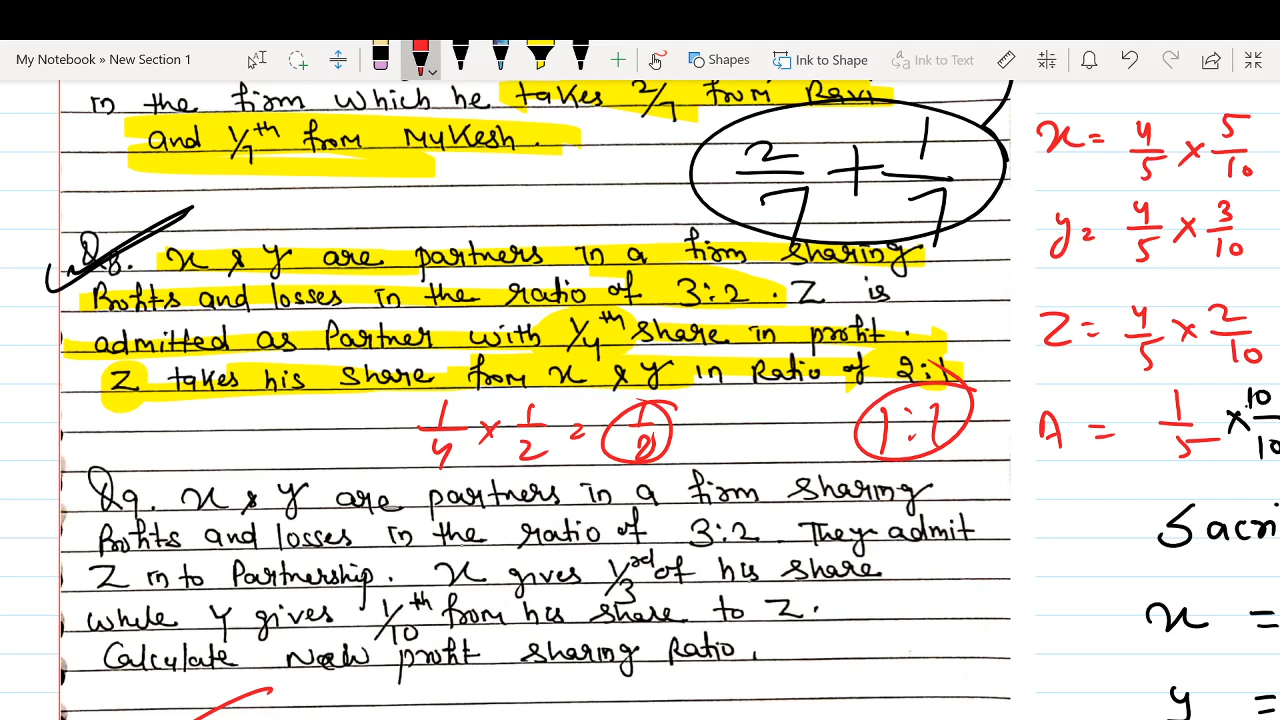 My Notebook » New Section 1
Shapes
Ink to Shape
Ink to Text
in the firm which he takes 2/7 from Ravi
and 1/7th from Mukesh.
2/7 + 1/7
Q8. X & Y are partners in a firm sharing
Profits and losses in the ratio of 3:2. Z is
admitted as Partner with 1/4th share in profit.
Z takes his share from X & Y in Ratio of 2:1
1/4 × 1/2 = 1/8
1:1
Q9. X & Y are partners in a firm sharing
Profits and losses in the ratio of 3:2. They admit
Z in to Partnership. X gives 1/3rd of his share
while Y gives 1/10th from his share to Z.
Calculate New profit sharing Ratio.
x = 4/5 × 5/10
y = 4/5 × 3/10
Z = 4/5 × 2/10
A = 1/5 × 10/10
Sacri
x =
y =